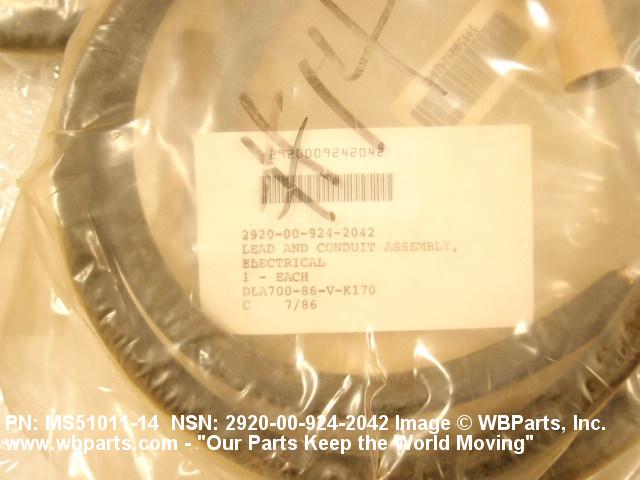 2920009242042
2920-00-924-2042
LEAD AND CONDUIT ASSEMBLY,
ELECTRICAL
1 - EACH
DLA700-86-V-K170
C 7/86
PN: MS51011-14 NSN: 2920-00-924-2042 Image © WBParts, Inc.
www.wbparts.com - "Our Parts Keep the World Moving"